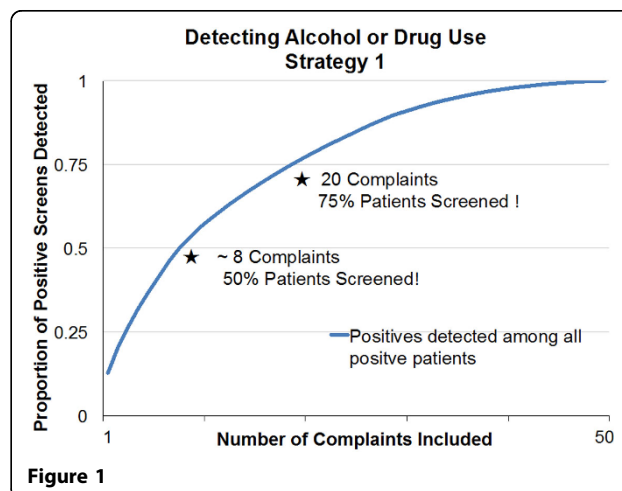 Detecting Alcohol or Drug Use
Strategy 1
Proportion of Positive Screens Detected
1
0.75
0.5
0.25
0
★ 20 Complaints
75% Patients Screened !
★ ~ 8 Complaints
50% Patients Screened!
Positives detected among all
positve patients
1
Number of Complaints Included
50
Figure 1